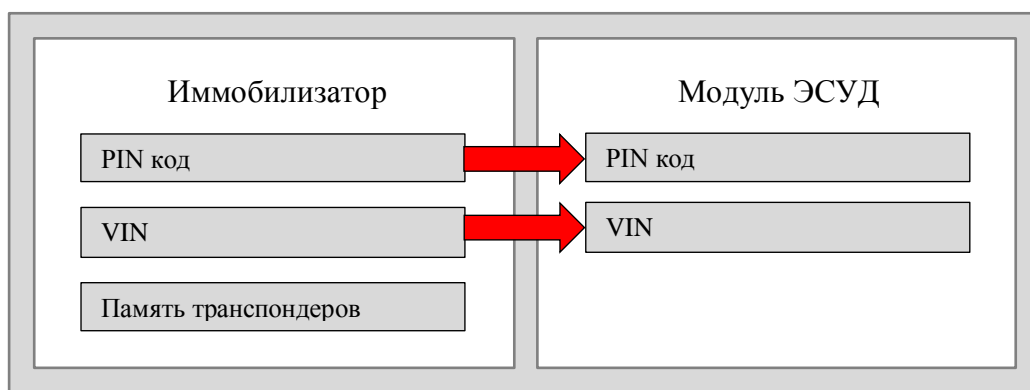 Иммобилизатор
PIN код
VIN
Память транспондеров
Модуль ЭСУД
PIN код
VIN